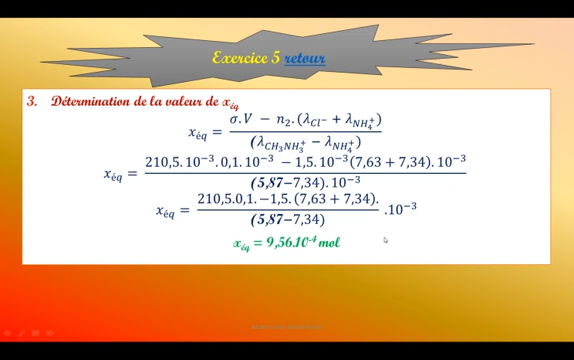 Exercice 5 retour
3. Détermination de la valeur de x_éq
x_éq = (σ.V − n₂.(λ_Cl⁻ + λ_NH₄⁺)) / (λ_CH₃NH₃⁺ − λ_NH₄⁺)
x_éq = (210,5.10⁻³.0,1.10⁻³ − 1,5.10⁻³(7,63 + 7,34).10⁻³) / ((5,87−7,34).10⁻³)
x_éq = (210,5.0,1.−1,5.(7,63 + 7,34).) / (5,87−7,34) .10⁻³
x_éq = 9,56.10⁻⁴ mol